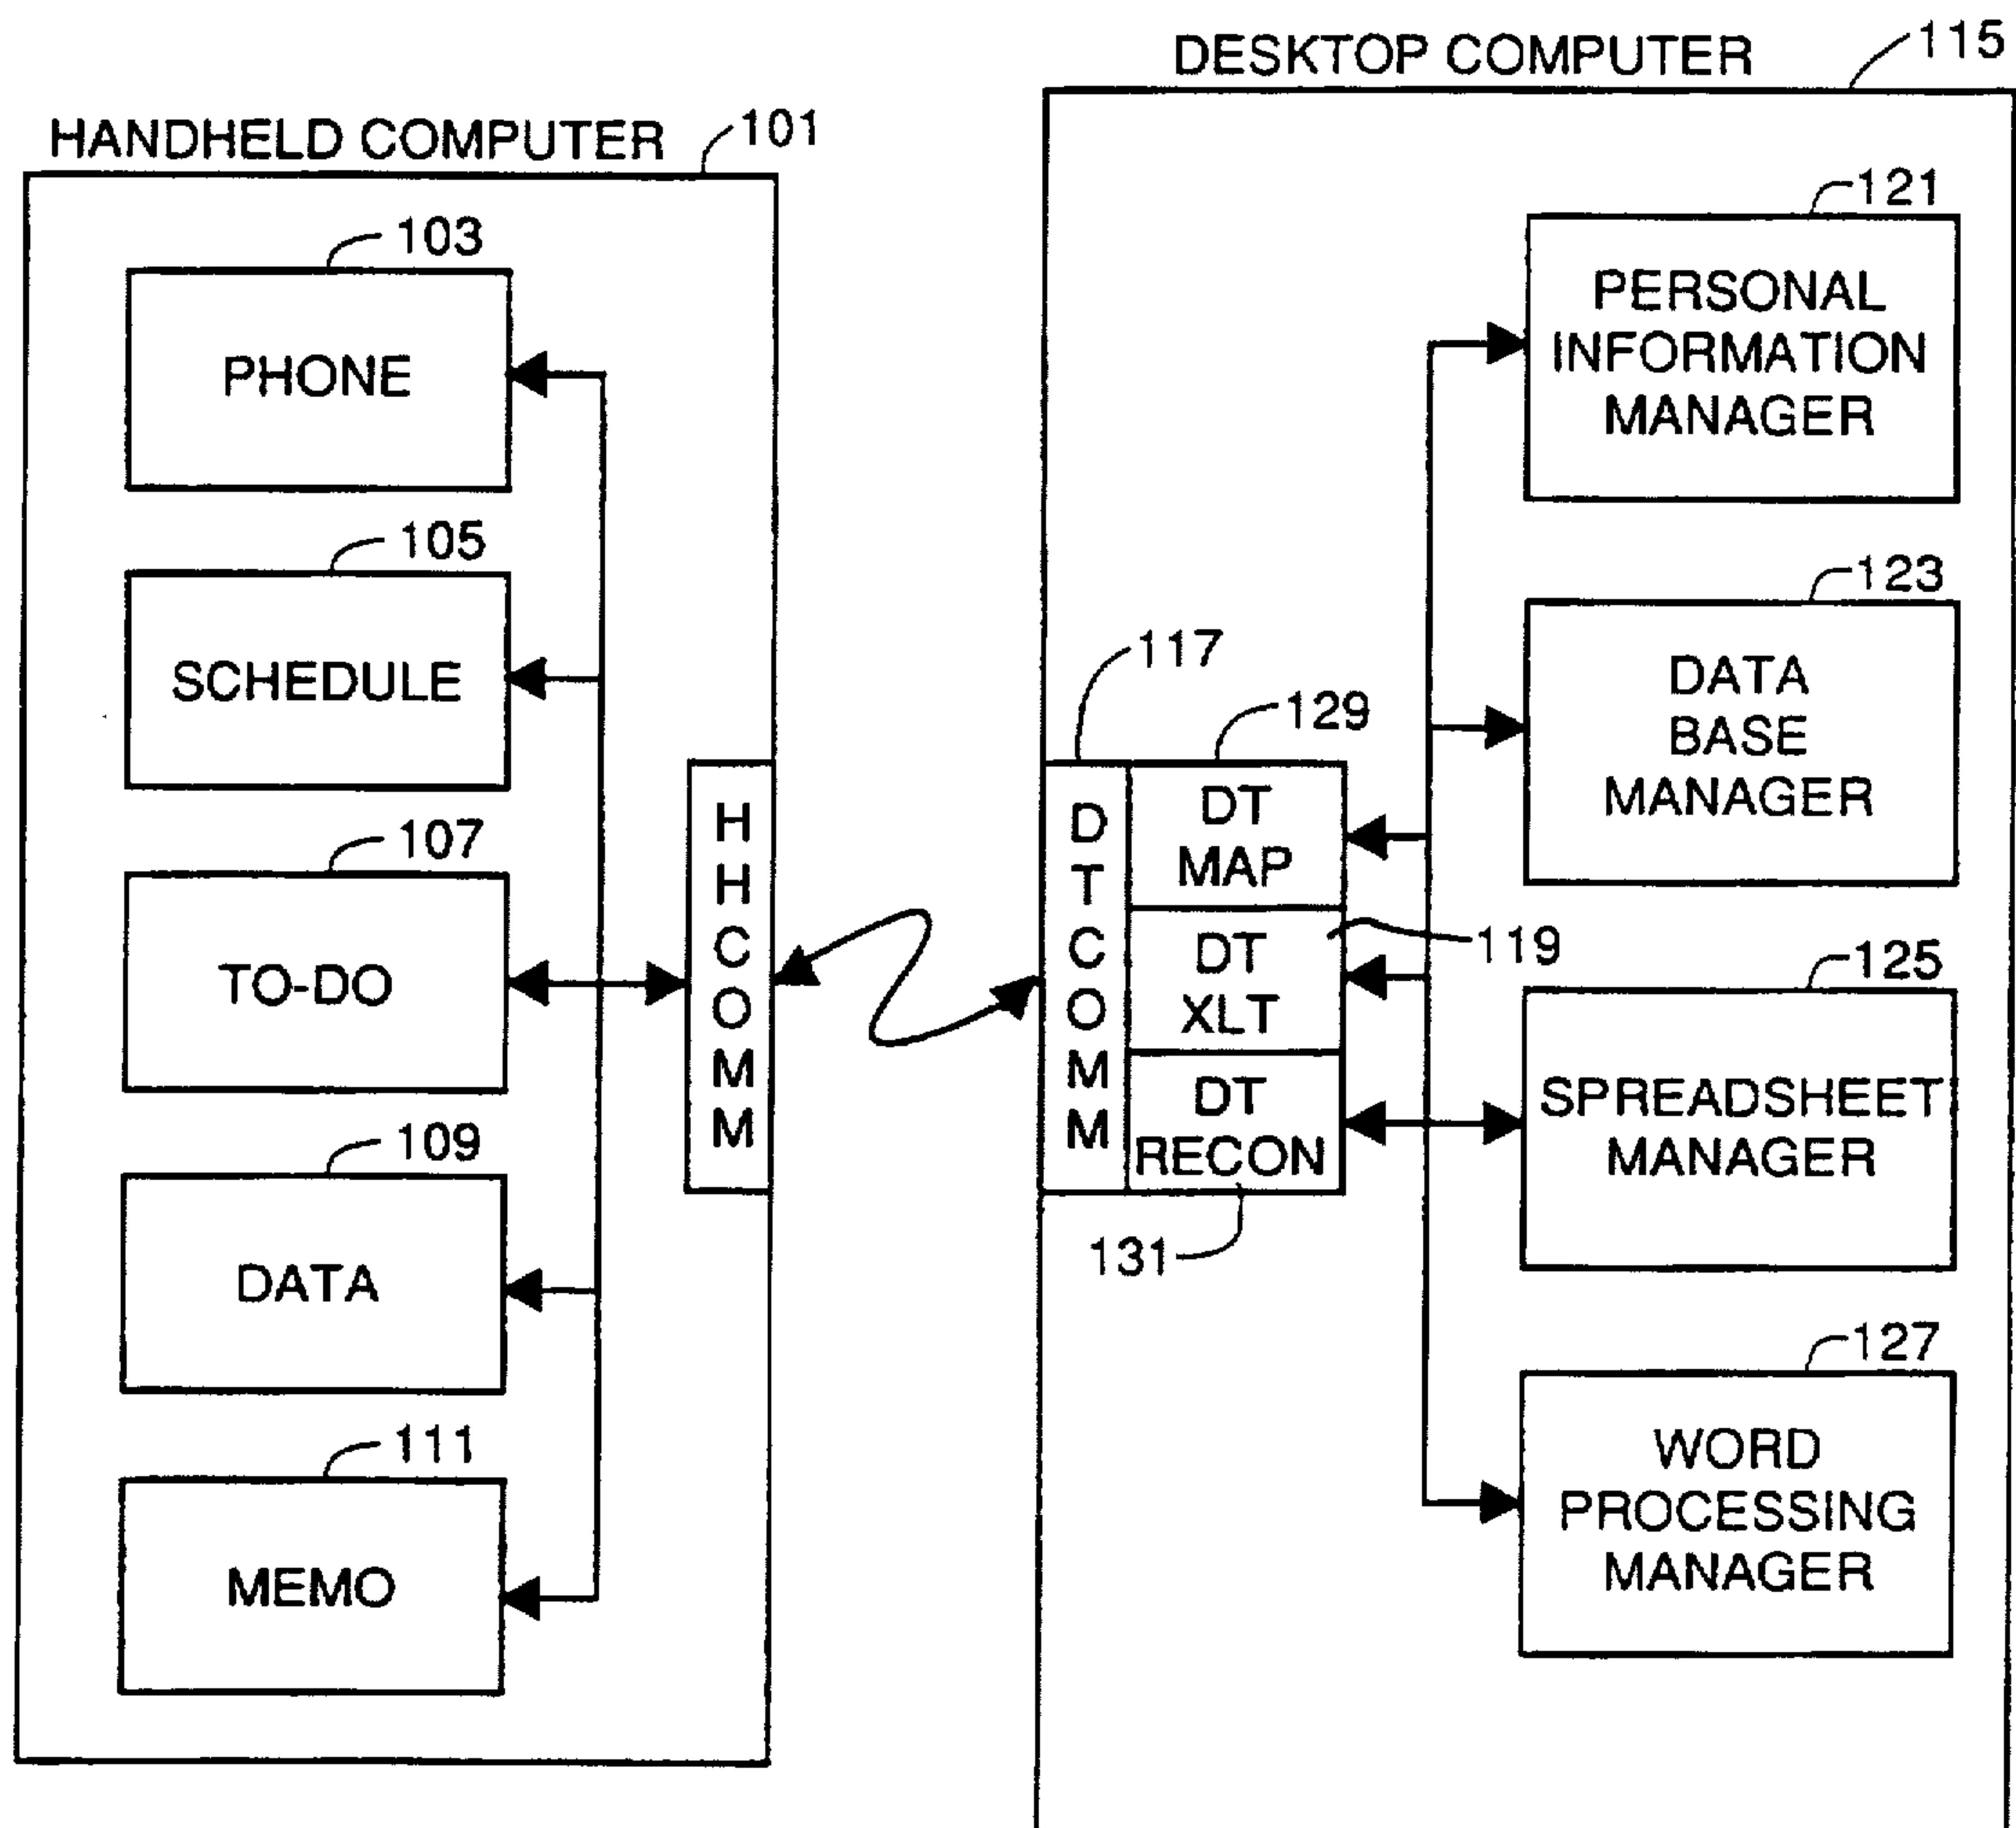 HANDHELD COMPUTER
101
103
PHONE
105
SCHEDULE
107
TO-DO
109
DATA
111
MEMO
HHCOMM
DESKTOP COMPUTER
115
117
DTCOMM
129
DT
MAP
119
DT
XLT
DT
RECON
131
121
PERSONAL
INFORMATION
MANAGER
123
DATA
BASE
MANAGER
125
SPREADSHEET
MANAGER
127
WORD
PROCESSING
MANAGER